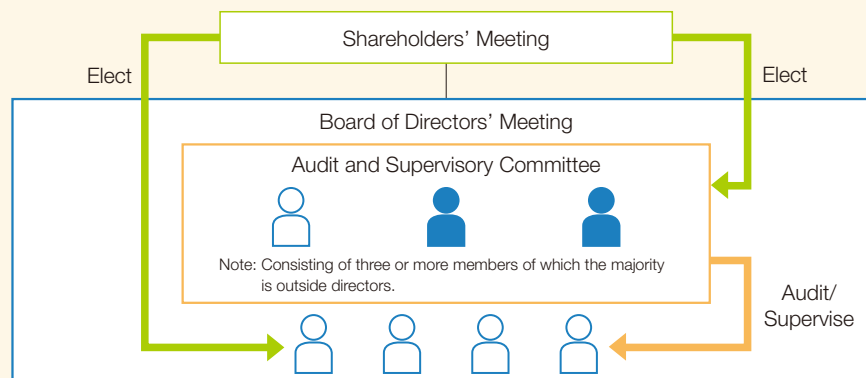 Shareholders’ Meeting
Elect
Elect
Board of Directors’ Meeting
Audit and Supervisory Committee
Note: Consisting of three or more members of which the majority
is outside directors.
Audit/
Supervise